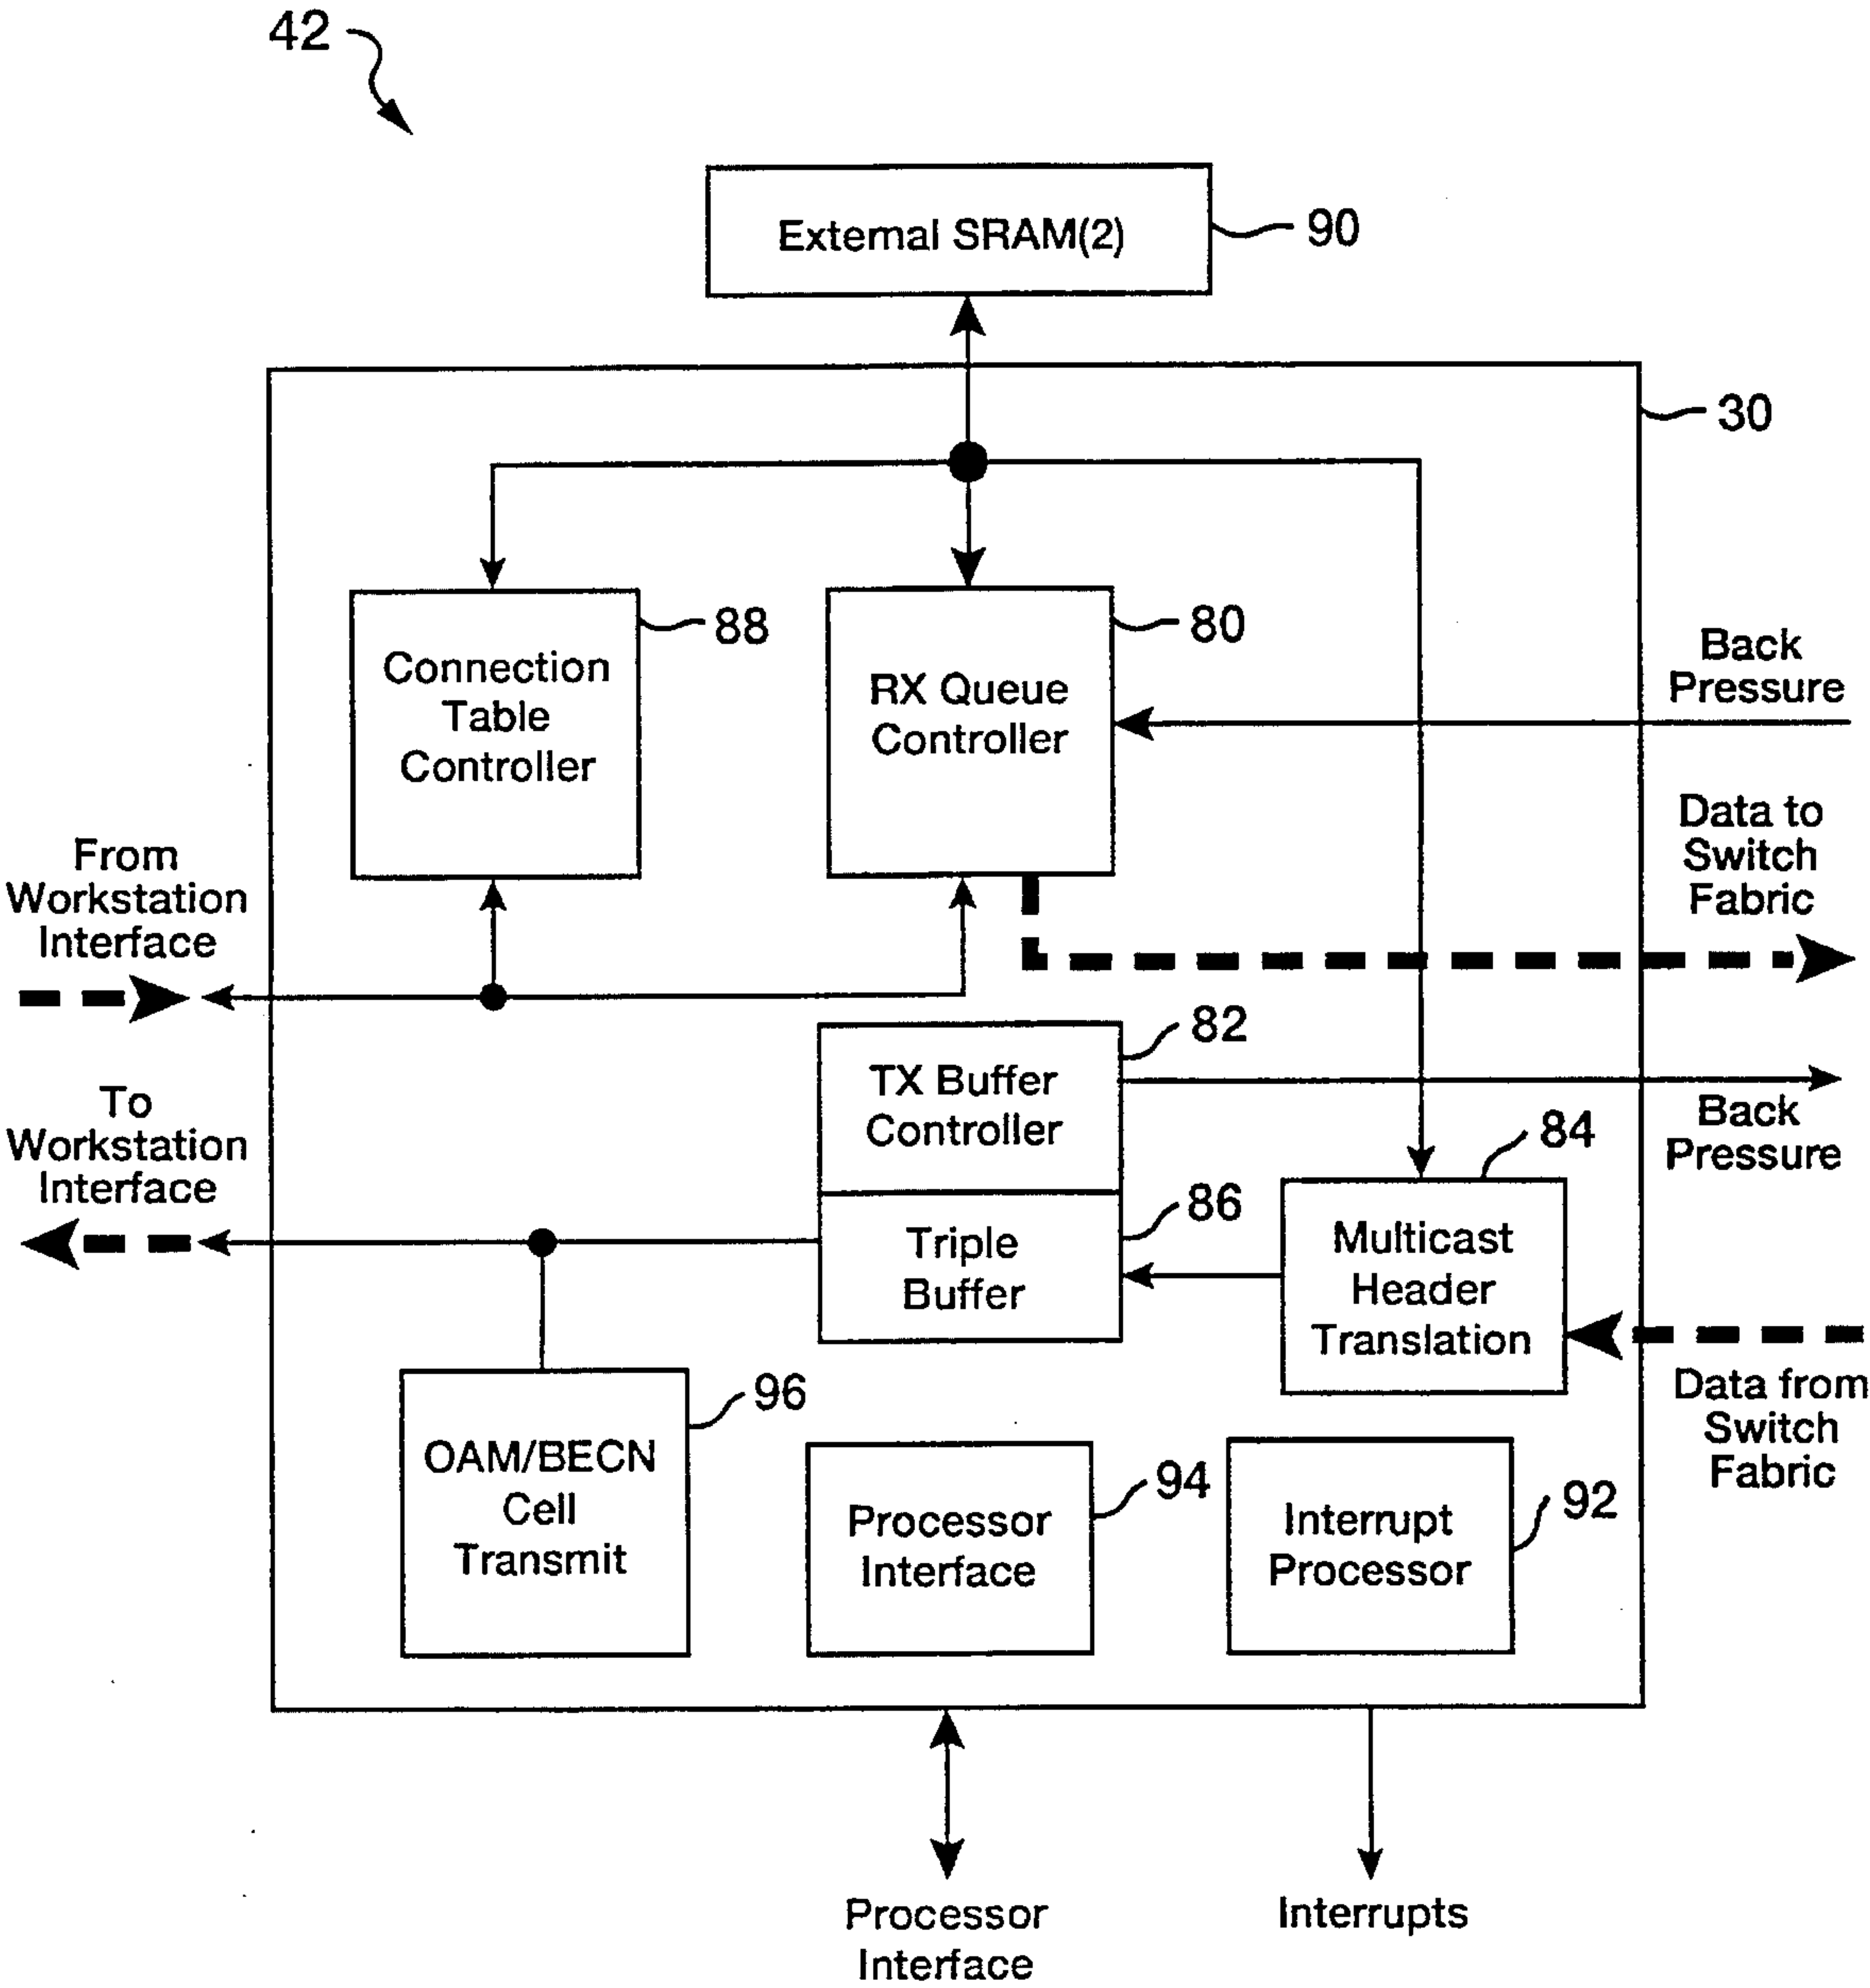 42
External SRAM(2)
90
30
Connection
Table
Controller
88
RX Queue
Controller
80
Back
Pressure
Data to
Switch
Fabric
From
Workstation
Interface
TX Buffer
Controller
82
Back
Pressure
To
Workstation
Interface
Triple
Buffer
86
Multicast
Header
Translation
84
Data from
Switch
Fabric
OAM/BECN
Cell
Transmit
96
Processor
Interface
94
Interrupt
Processor
92
Processor
Interface
Interrupts